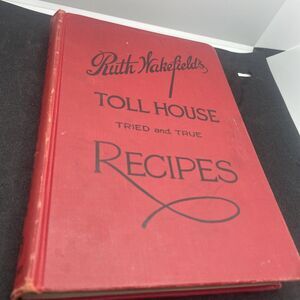 Ruth Wakefield's
TOLL HOUSE
TRIED and TRUE
RECIPES